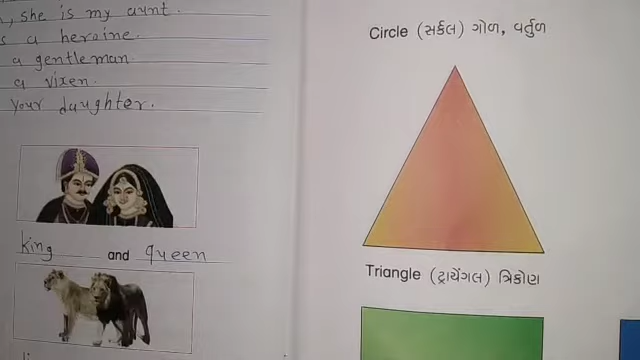 , she is my aunt.
s a heroine.
a gentleman.
a vixen.
your daughter.
king and queen
Circle (સર્કલ) ગોળ, વર્તુળ
Triangle (ટ્રાયેંગલ) ત્રિકોણ